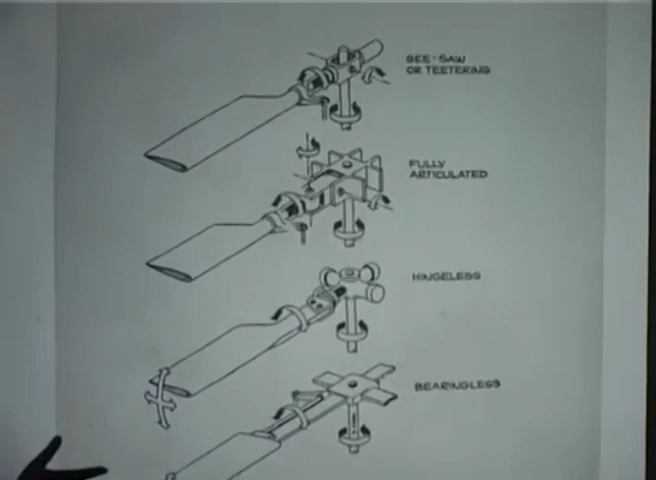 SEE-SAW
OR TEETERING
FULLY
ARTICULATED
HINGELESS
BEARINGLESS